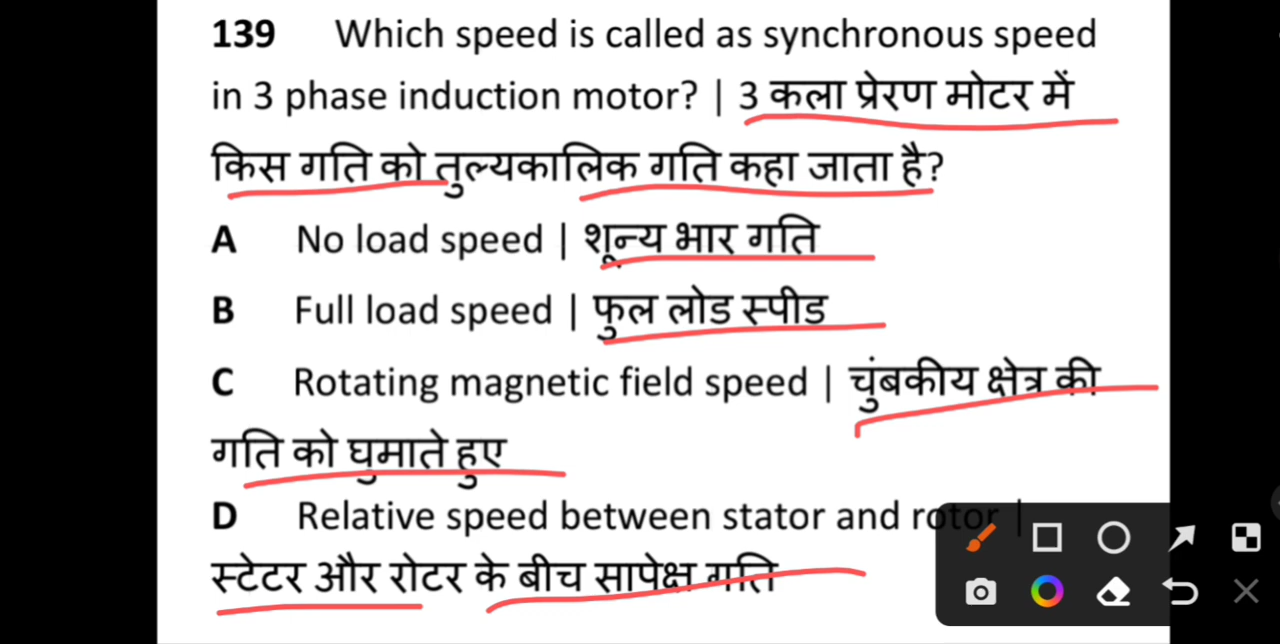 139 Which speed is called as synchronous speed
in 3 phase induction motor? | 3 कला प्रेरण मोटर में
किस गति को तुल्यकालिक गति कहा जाता है?
A No load speed | शून्य भार गति
B Full load speed | फुल लोड स्पीड
C Rotating magnetic field speed | चुंबकीय क्षेत्र की
गति को घुमाते हुए
D Relative speed between stator and rotor |
स्टेटर और रोटर के बीच सापेक्ष गति